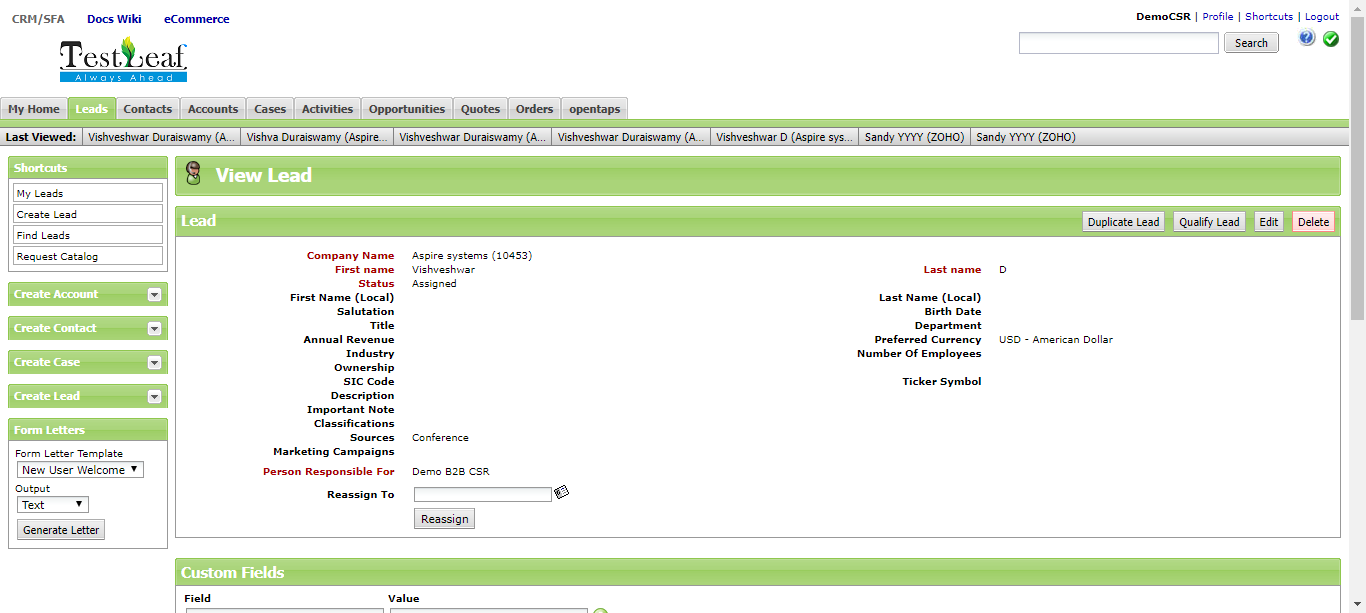 CRM/SFA Docs Wiki eCommerce
DemoCSR | Profile | Shortcuts | Logout
TestLeaf
Always Ahead
Search
My Home Leads Contacts Accounts Cases Activities Opportunities Quotes Orders opentaps
Last Viewed: Vishveshwar Duraiswamy (A... Vishva Duraiswamy (Aspire... Vishveshwar Duraiswamy (A... Vishveshwar Duraiswamy (A... Vishveshwar D (Aspire sys... Sandy YYYY (ZOHO) Sandy YYYY (ZOHO)
Shortcuts
My Leads
Create Lead
Find Leads
Request Catalog
Create Account
Create Contact
Create Case
Create Lead
Form Letters
Form Letter Template
New User Welcome
Output
Text
Generate Letter
View Lead
Lead Duplicate Lead Qualify Lead Edit Delete
Company Name Aspire systems (10453)
First name Vishveshwar Last name D
Status Assigned
First Name (Local) Last Name (Local)
Salutation Birth Date
Title Department
Annual Revenue Preferred Currency USD - American Dollar
Industry Number Of Employees
Ownership
SIC Code Ticker Symbol
Description
Important Note
Classifications
Sources Conference
Marketing Campaigns
Person Responsible For Demo B2B CSR
Reassign To
Reassign
Custom Fields
Field Value